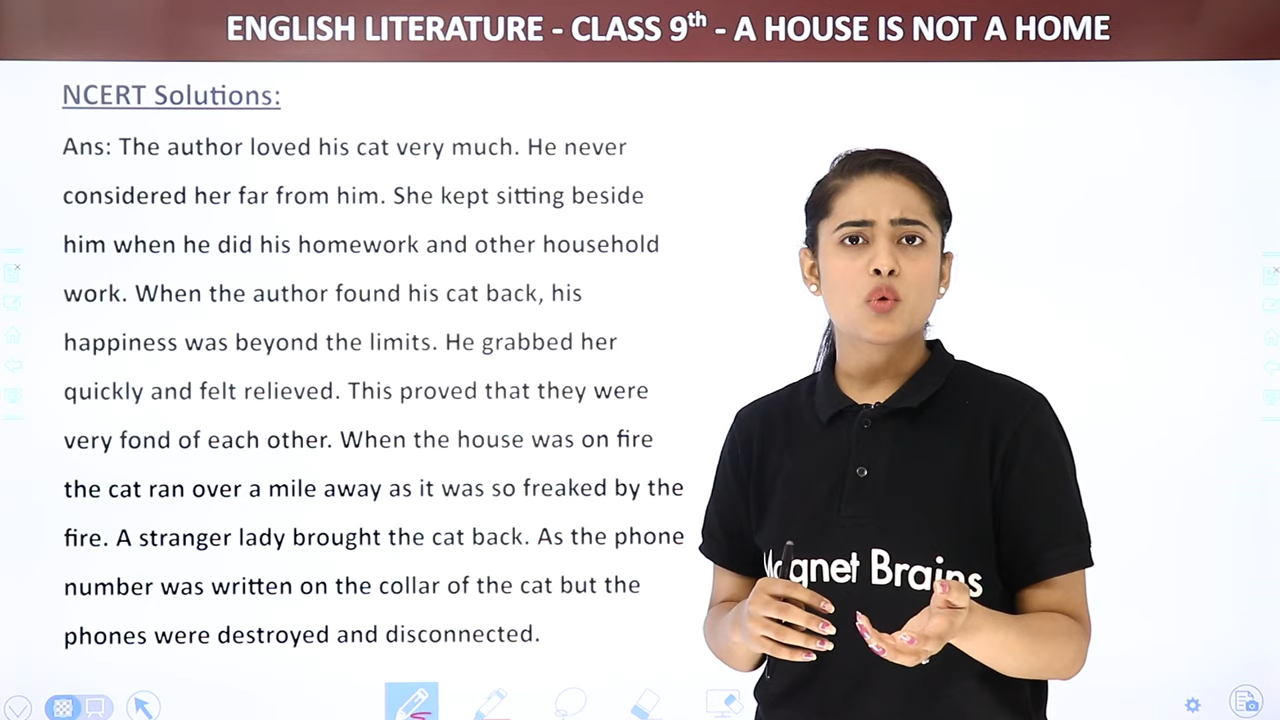 ENGLISH LITERATURE - CLASS 9th - A HOUSE IS NOT A HOME
NCERT Solutions:
Ans: The author loved his cat very much. He never
considered her far from him. She kept sitting beside
him when he did his homework and other household
work. When the author found his cat back, his
happiness was beyond the limits. He grabbed her
quickly and felt relieved. This proved that they were
very fond of each other. When the house was on fire
the cat ran over a mile away as it was so freaked by the
fire. A stranger lady brought the cat back. As the phone
number was written on the collar of the cat but the
phones were destroyed and disconnected.
Magnet Brains